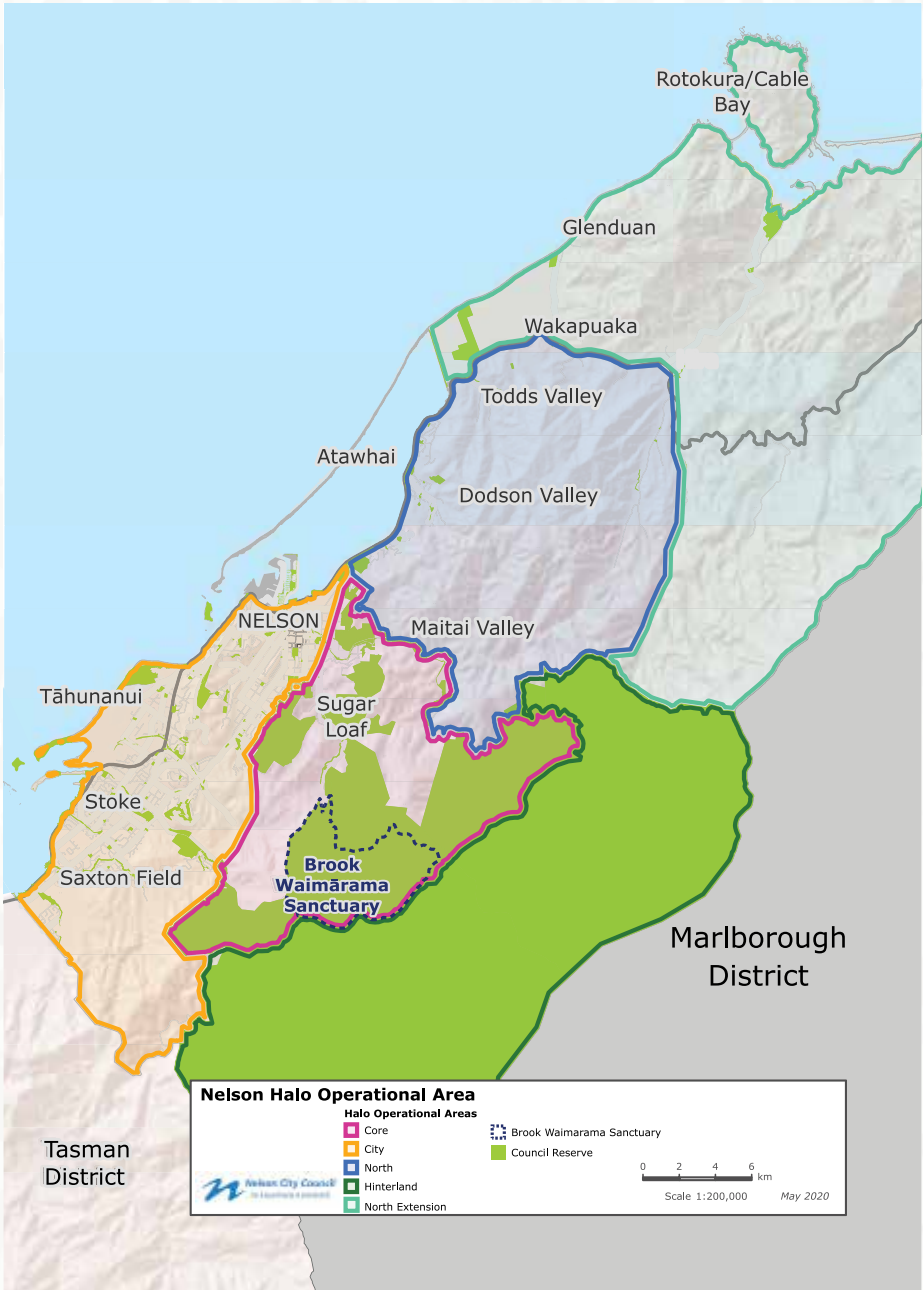 Rotokura/Cable
Bay
Glenduan
Wakapuaka
Todds Valley
Atawhai
Dodson Valley
NELSON
Maitai Valley
Tāhunanui
Sugar
Loaf
Stoke
Saxton Field
Brook
Waimārama
Sanctuary
Marlborough
District
Tasman
District
Nelson Halo Operational Area
Halo Operational Areas
Core
City
North
Hinterland
North Extension
Brook Waimarama Sanctuary
Council Reserve
Nelson City Council
0 2 4 6
km
Scale 1:200,000 May 2020